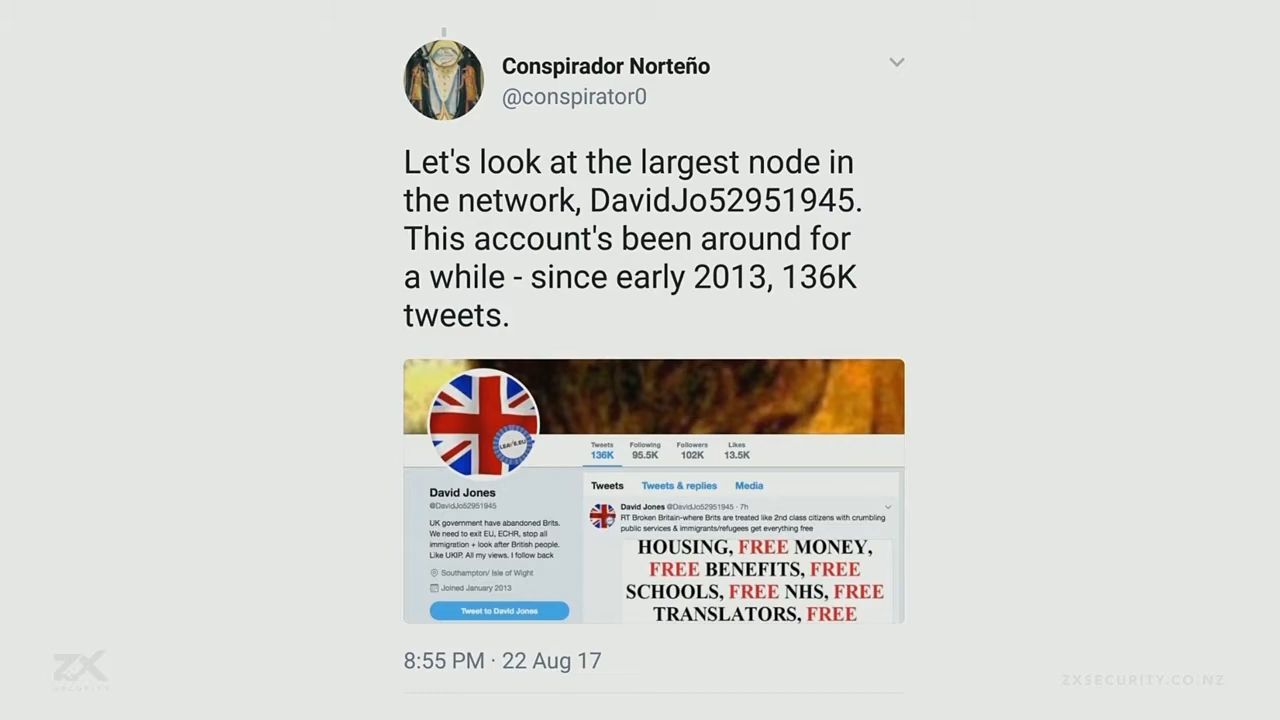 Conspirador Norteño
@conspirator0
Let's look at the largest node in
the network, DavidJo52951945.
This account's been around for
a while - since early 2013, 136K
tweets.
LEAVE.EU
Tweets
136K
Following
95.5K
Followers
102K
Likes
13.5K
David Jones
@DavidJo52951945
UK government have abandoned Brits.
We need to exit EU, ECHR, stop all
immigration + look after British people.
Like UKIP. All my views. I follow back
Southampton/ Isle of Wight
Joined January 2013
Tweet to David Jones
Tweets Tweets & replies Media
David Jones @DavidJo52951945 · 7h
RT Broken Britain-where Brits are treated like 2nd class citizens with crumbling
public services & immigrants/refugees get everything free
HOUSING, FREE MONEY,
FREE BENEFITS, FREE
SCHOOLS, FREE NHS, FREE
TRANSLATORS, FREE
8:55 PM · 22 Aug 17
ZX
SECURITY
ZXSECURITY.CO.NZ